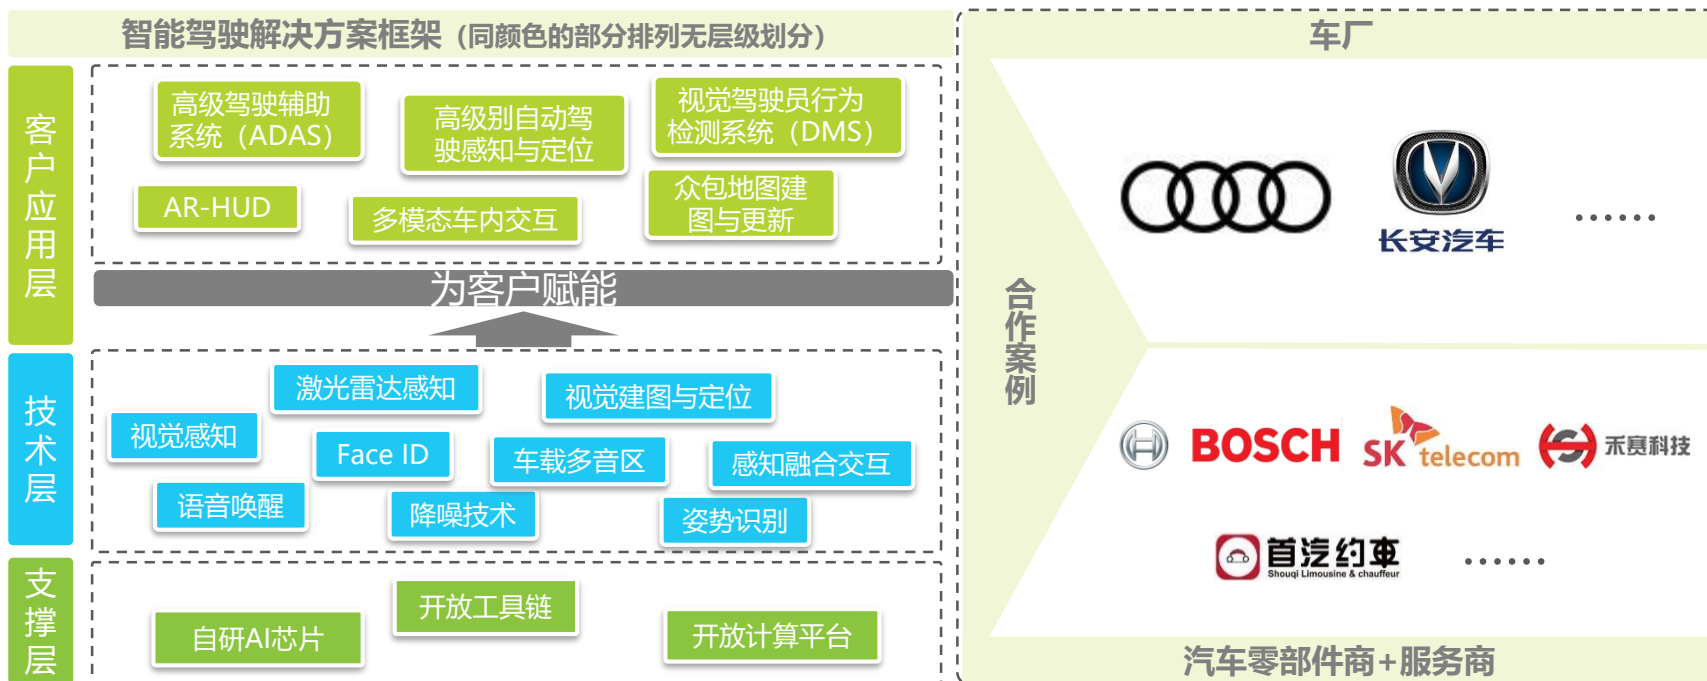 智能驾驶解决方案框架（同颜色的部分排列无层级划分）
客户应用层
高级驾驶辅助
系统（ADAS）
高级别自动驾
驶感知与定位
视觉驾驶员行为
检测系统（DMS）
AR-HUD
多模态车内交互
众包地图建
图与更新
为客户赋能
技术层
激光雷达感知
视觉建图与定位
视觉感知
Face ID
车载多音区
感知融合交互
语音唤醒
降噪技术
姿势识别
支撑层
自研AI芯片
开放工具链
开放计算平台
车厂
合作案例
长安汽车
……
BOSCH
SK telecom
禾赛科技
首汽约車
Shouqi Limousine & chauffeur
……
汽车零部件商+服务商